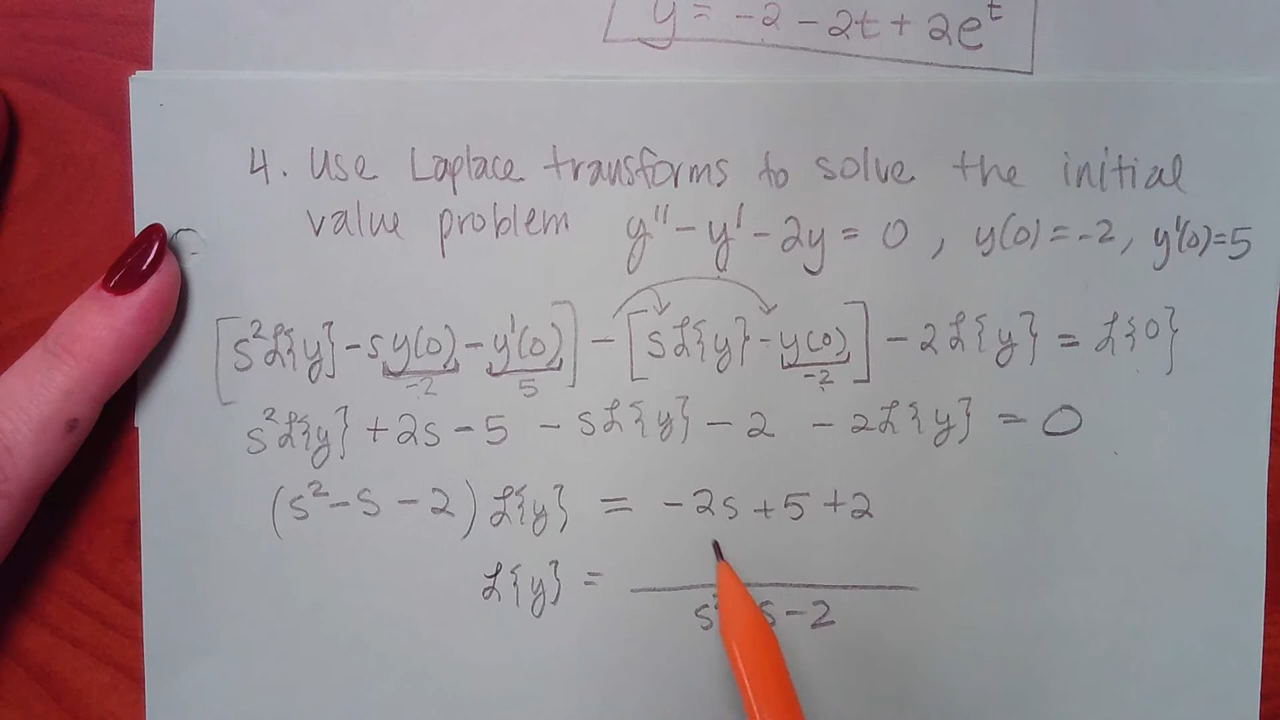 y = -2 - 2t + 2e^t
4. Use Laplace transforms to solve the initial
value problem y'' - y' - 2y = 0 , y(0) = -2, y'(0)=5
[s²ℒ{y} - sy(0) - y'(0)] - [sℒ{y} - y(0)] - 2ℒ{y} = ℒ{0}
-2 5 -2
s²ℒ{y} + 2s - 5 - sℒ{y} - 2 - 2ℒ{y} = 0
(s² - s - 2) ℒ{y} = -2s + 5 + 2
ℒ{y} =
s² s - 2